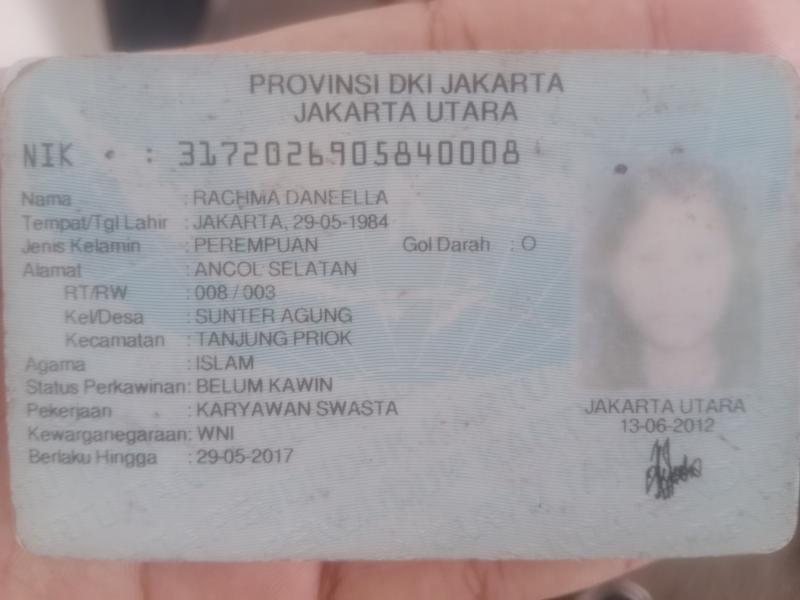 PROVINSI DKI JAKARTA
JAKARTA UTARA
NIK : 3172026905840008
Nama : RACHMA DANEELLA
Tempat/Tgl Lahir : JAKARTA, 29-05-1984
Jenis Kelamin : PEREMPUAN Gol Darah : O
Alamat : ANCOL SELATAN
RT/RW : 008 / 003
Kel/Desa : SUNTER AGUNG
Kecamatan : TANJUNG PRIOK
Agama : ISLAM
Status Perkawinan: BELUM KAWIN
Pekerjaan : KARYAWAN SWASTA
Kewarganegaraan: WNI
Berlaku Hingga : 29-05-2017
JAKARTA UTARA
13-06-2012